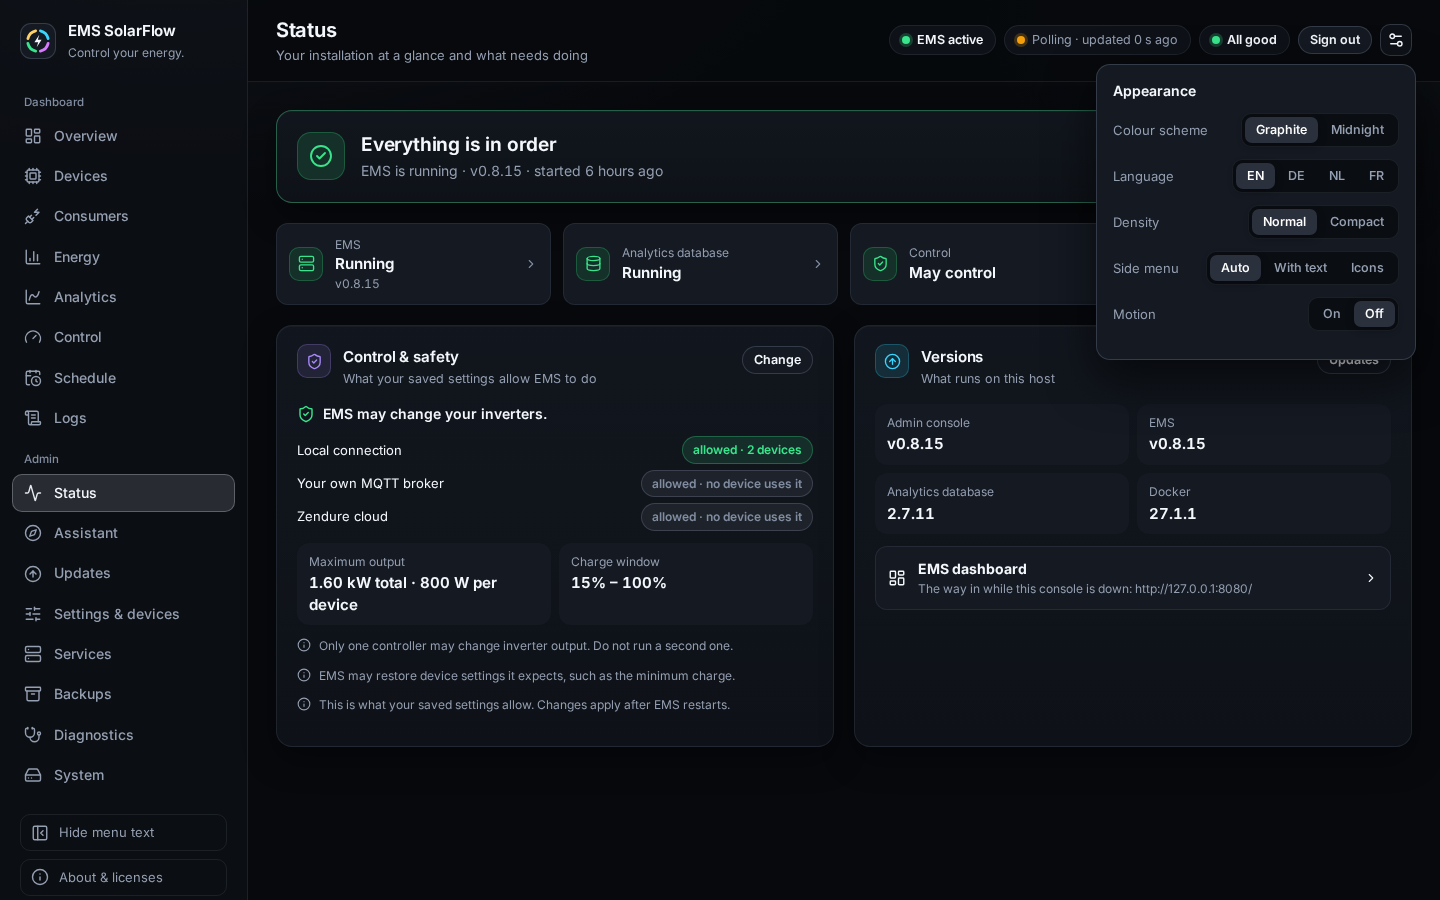 EMS SolarFlow
Control your energy.
Dashboard
Overview
Devices
Consumers
Energy
Analytics
Control
Schedule
Logs
Admin
Status
Assistant
Updates
Settings & devices
Services
Backups
Diagnostics
System
Hide menu text
About & licenses
Status
Your installation at a glance and what needs doing
EMS active
Polling · updated 0 s ago
All good
Sign out
Appearance
Colour scheme
Graphite
Midnight
Language
EN
DE
NL
FR
Density
Normal
Compact
Side menu
Auto
With text
Icons
Motion
On
Off
Everything is in order
EMS is running · v0.8.15 · started 6 hours ago
EMS
Running
v0.8.15
Analytics database
Running
Control
May control
Control & safety
What your saved settings allow EMS to do
Change
EMS may change your inverters.
Local connection
allowed · 2 devices
Your own MQTT broker
allowed · no device uses it
Zendure cloud
allowed · no device uses it
Maximum output
1.60 kW total · 800 W per
device
Charge window
15% – 100%
Only one controller may change inverter output. Do not run a second one.
EMS may restore device settings it expects, such as the minimum charge.
This is what your saved settings allow. Changes apply after EMS restarts.
Versions
What runs on this host
Updates
Admin console
v0.8.15
EMS
v0.8.15
Analytics database
2.7.11
Docker
27.1.1
EMS dashboard
The way in while this console is down: http://127.0.0.1:8080/